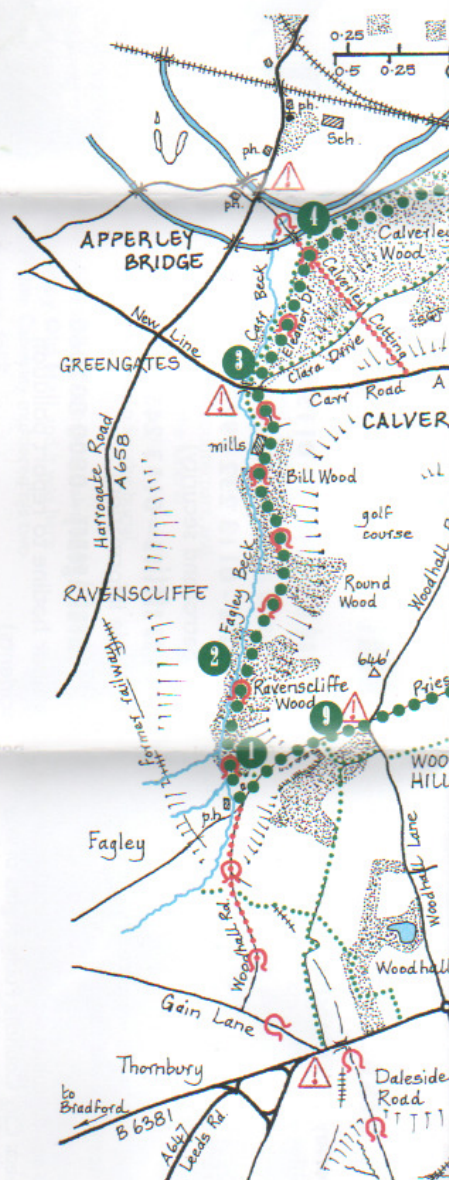 0.25
0.5 0.25 0
ph.
Sch.
ph.
ph.
4
APPERLEY
BRIDGE
Calverley
Wood
Carr Beck
Eleanor Dr.
Calverley
Cutting
New Line
3
Clara Drive
GREENGATES
Carr Road A
CALVER
mills
Harrogate Road
A658
Bill Wood
golf
course
Fagley Beck
Woodhall R
RAVENSCLIFFE
Round
Wood
former railway
2
646'
Ravenscliffe
Wood
9
Pries
1
WOO
HILL
p.h.
Fagley
Woodhall Lane
Woodhall Rd.
Woodhall
Gain Lane
Thornbury
Daleside
Road
to
Bradford
B 6381
A647
Leeds Rd.